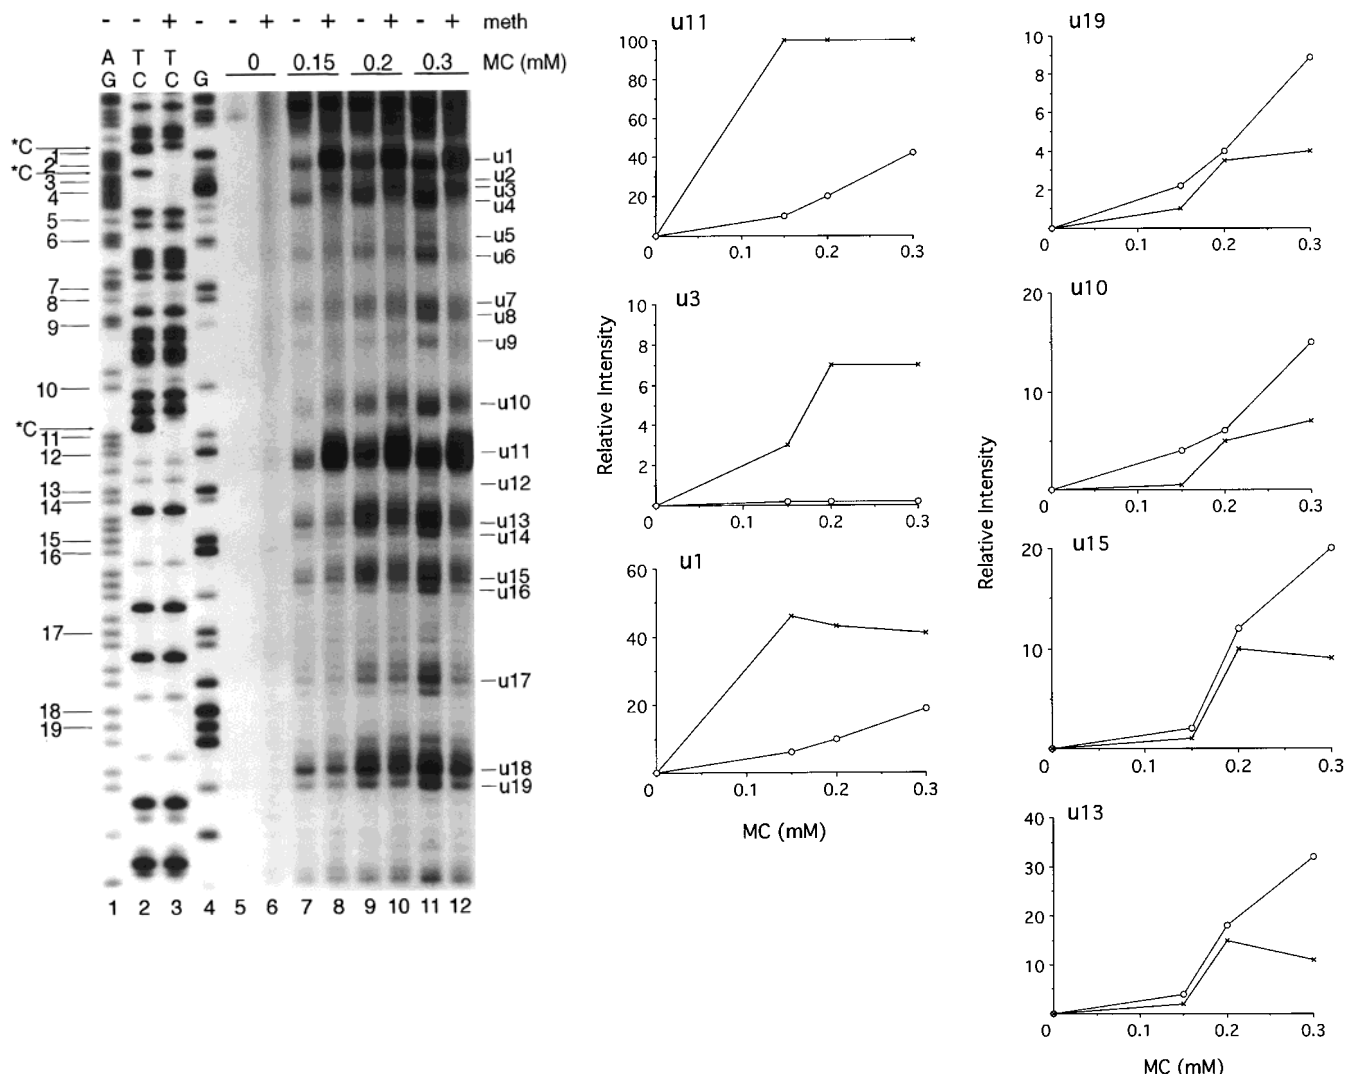 - - + - - + - + - + - + meth
A T T 0 0.15 0.2 0.3 MC (mM)
G C C G
*C
1
2
*C
3
4
5
6
7
8
9
10
*C
11
12
13
14
15
16
17
18
19
u1
u2
u3
u4
u5
u6
u7
u8
u9
u10
u11
u12
u13
u14
u15
u16
u17
u18
u19
1 2 3 4 5 6 7 8 9 10 11 12
u11
100
80
60
40
20
0 0.1 0.2 0.3
u3
10
8
6
4
2
0 0.1 0.2 0.3
Relative Intensity
u1
60
40
20
0 0.1 0.2 0.3
MC (mM)
u19
10
8
6
4
2
0 0.1 0.2 0.3
u10
20
10
0 0.1 0.2 0.3
Relative Intensity
u15
20
10
0 0.1 0.2 0.3
u13
40
30
20
10
0 0.1 0.2 0.3
MC (mM)